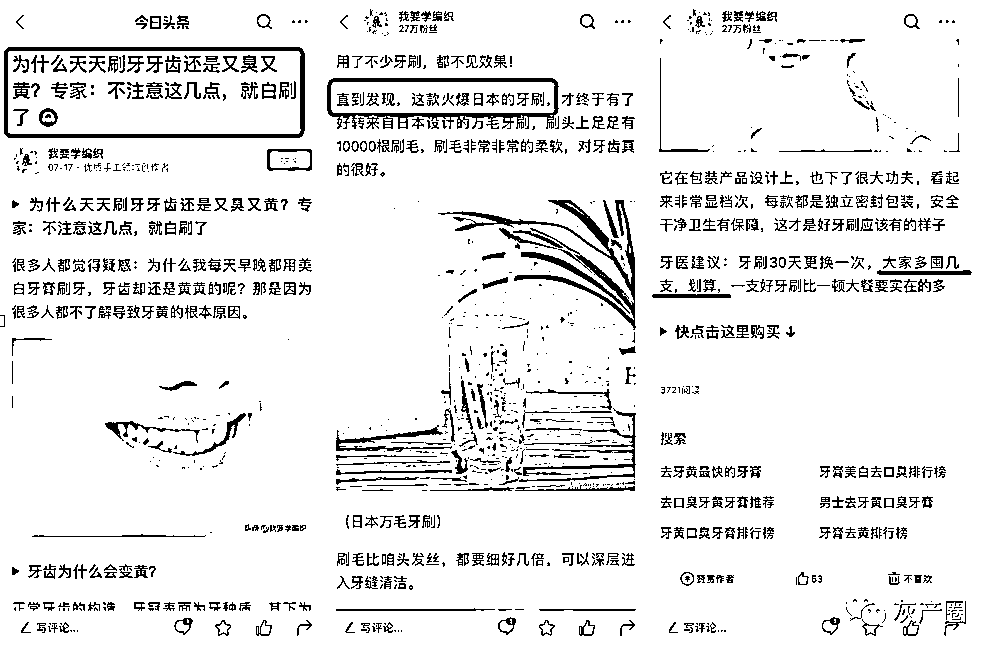 今日头条
为什么天天刷牙牙齿还是又臭又
黄？专家：不注意这几点，就白刷
了
我要学编织
07-17 · 优质手工领域创作者
▶ 为什么天天刷牙牙齿还是又臭又黄？专
家：不注意这几点，就白刷了
很多人都觉得疑惑：为什么我每天早晚都用美
白牙膏刷牙，牙齿却还是黄黄的呢？那是因为
很多人都不了解导致牙黄的根本原因。
头条@我要学编织
▶ 牙齿为什么会变黄？
正常牙齿的构造，牙冠表面为牙釉质，其下为
写评论...
我要学编织
27万粉丝
用了不少牙刷，都不见效果！
直到发现，这款火爆日本的牙刷，才终于有了
好转来自日本设计的万毛牙刷，刷头上足足有
10000根刷毛，刷毛非常非常的柔软，对牙齿真
的很好。
（日本万毛牙刷）
刷毛比咱头发丝，都要细好几倍，可以深层进
入牙缝清洁。
写评论...
我要学编织
27万粉丝
它在包装产品设计上，也下了很大功夫，看起
来非常显档次，每款都是独立密封包装，安全
干净卫生有保障，这才是好牙刷应该有的样子
牙医建议：牙刷30天更换一次，大家多囤几
支，划算，一支好牙刷比一顿大餐要实在的多
▶ 快点击这里购买 ↓
3721阅读
搜索
去牙黄最快的牙膏 牙膏美白去口臭排行榜
去口臭牙黄牙膏推荐 男士去牙黄口臭牙膏
牙黄口臭牙膏排行榜 牙膏去黄排行榜
赞赏作者 63 不喜欢
写评论...
灰产圈